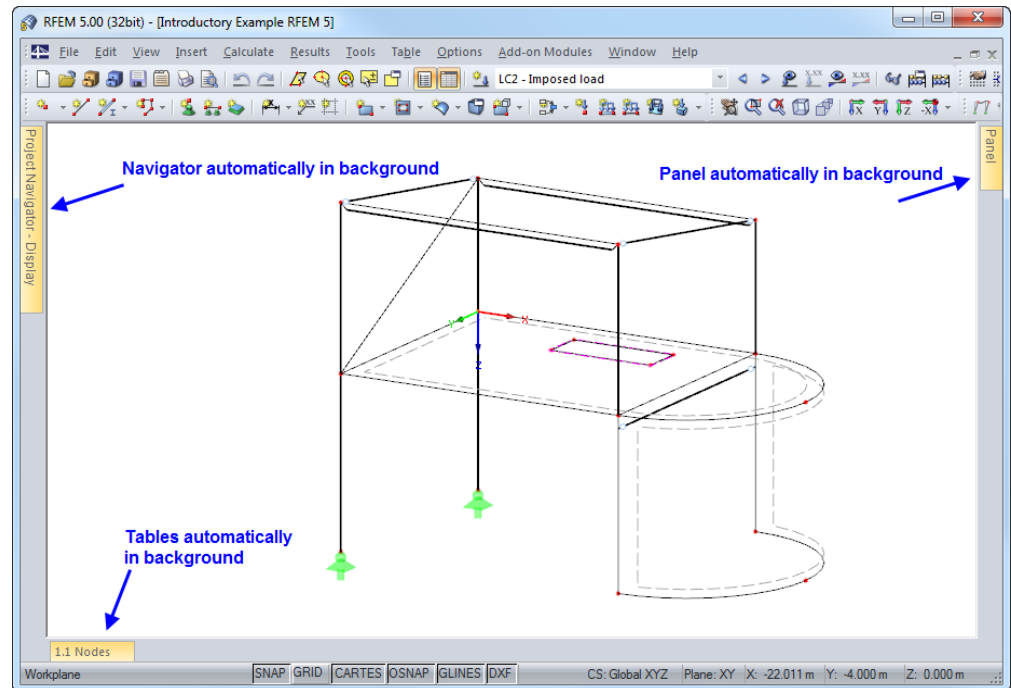 RFEM 5.00 (32bit) - [Introductory Example RFEM 5]
File Edit View Insert Calculate Results Tools Table Options Add-on Modules Window Help
LC2 - Imposed load
X.XX X.XX
XX
X Y Z -X
Project Navigator - Display
Panel
Navigator automatically in background
Panel automatically in background
Y X
Z
Tables automatically
in background
1.1 Nodes
Workplane SNAP GRID CARTES OSNAP GLINES DXF CS: Global XYZ Plane: XY X: -22.011 m Y: -4.000 m Z: 0.000 m